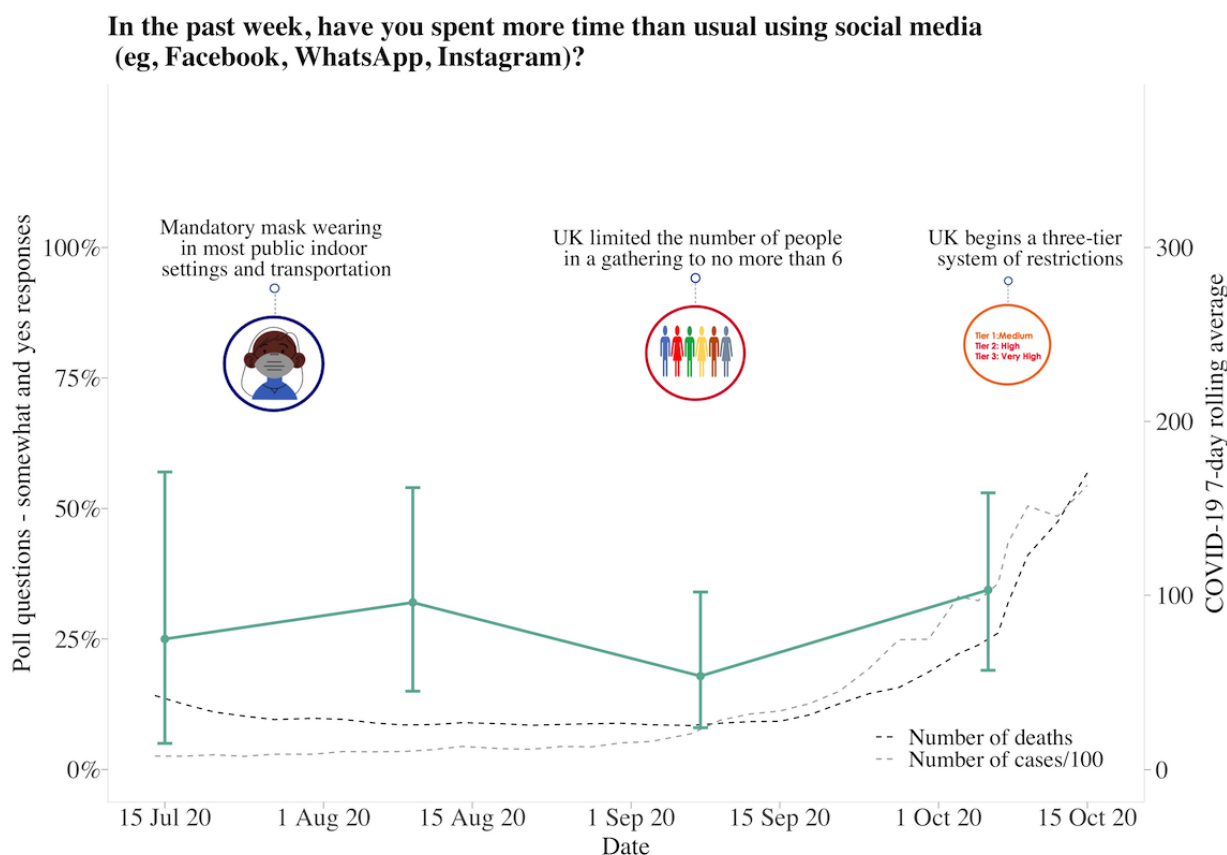 In the past week, have you spent more time than usual using social media
(eg, Facebook, WhatsApp, Instagram)?
Mandatory mask wearing
in most public indoor
settings and transportation
UK limited the number of people
in a gathering to no more than 6
UK begins a three-tier
system of restrictions
Tier 1:Medium
Tier 2: High
Tier 3: Very High
Poll questions - somewhat and yes responses
100%
75%
50%
25%
0%
300
200
100
0
COVID-19 7-day rolling average
Number of deaths
Number of cases/100
15 Jul 20
1 Aug 20
15 Aug 20
1 Sep 20
15 Sep 20
1 Oct 20
15 Oct 20
Date